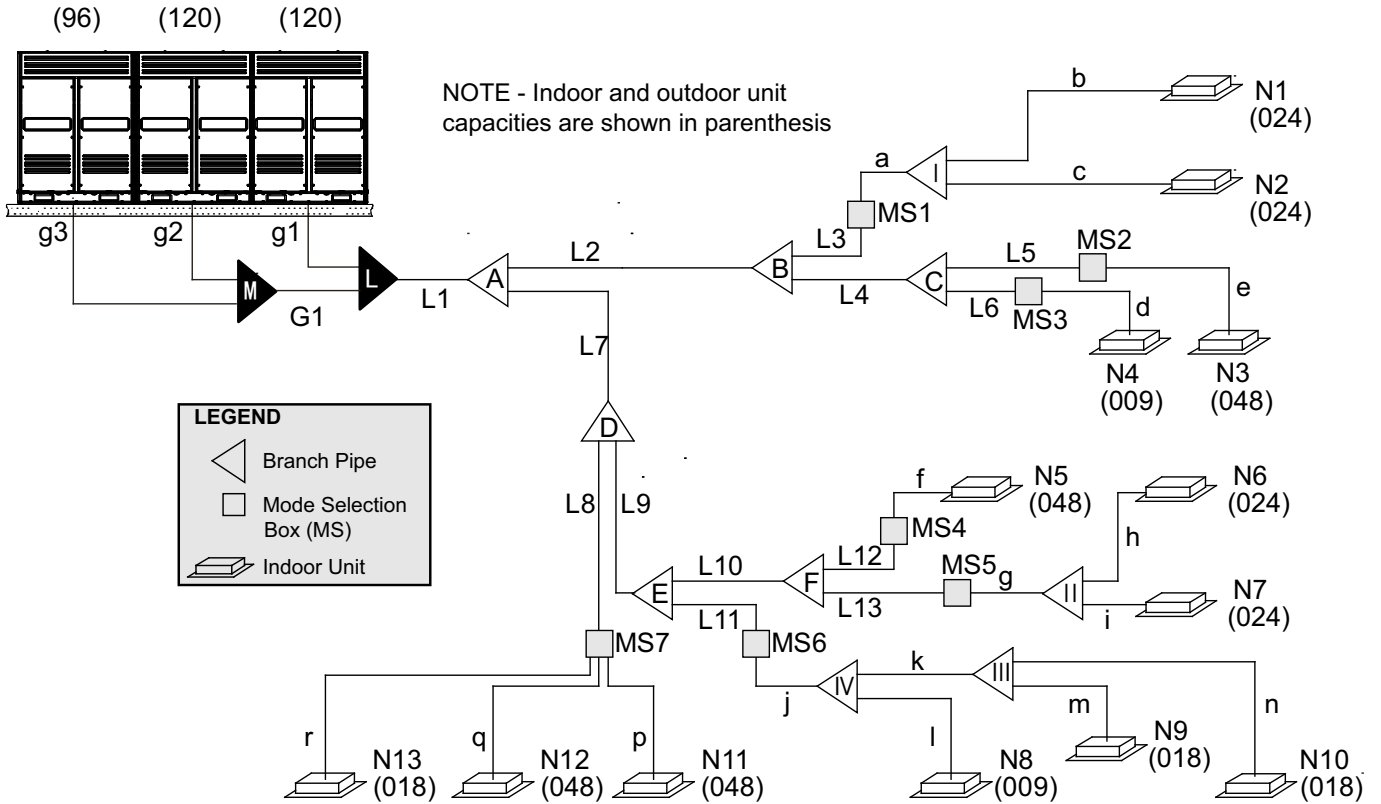 (96) (120) (120)
NOTE - Indoor and outdoor unit
capacities are shown in parenthesis
g3 g2 g1
M
L
G1
L1
A
L2
B
L3
MS1
a
I
b
N1
(024)
c
N2
(024)
L4
C
L5
MS2
e
L6
MS3
d
N4
(009)
N3
(048)
L7
D
L8
L9
LEGEND
Branch Pipe
Mode Selection
Box (MS)
Indoor Unit
E
L10
F
L12
MS4
f
N5
(048)
L13
MS5
g
II
h
N6
(024)
i
N7
(024)
L11
MS6
j
IV
k
III
l
N8
(009)
m
N9
(018)
n
N10
(018)
MS7
r
N13
(018)
q
N12
(048)
p
N11
(048)